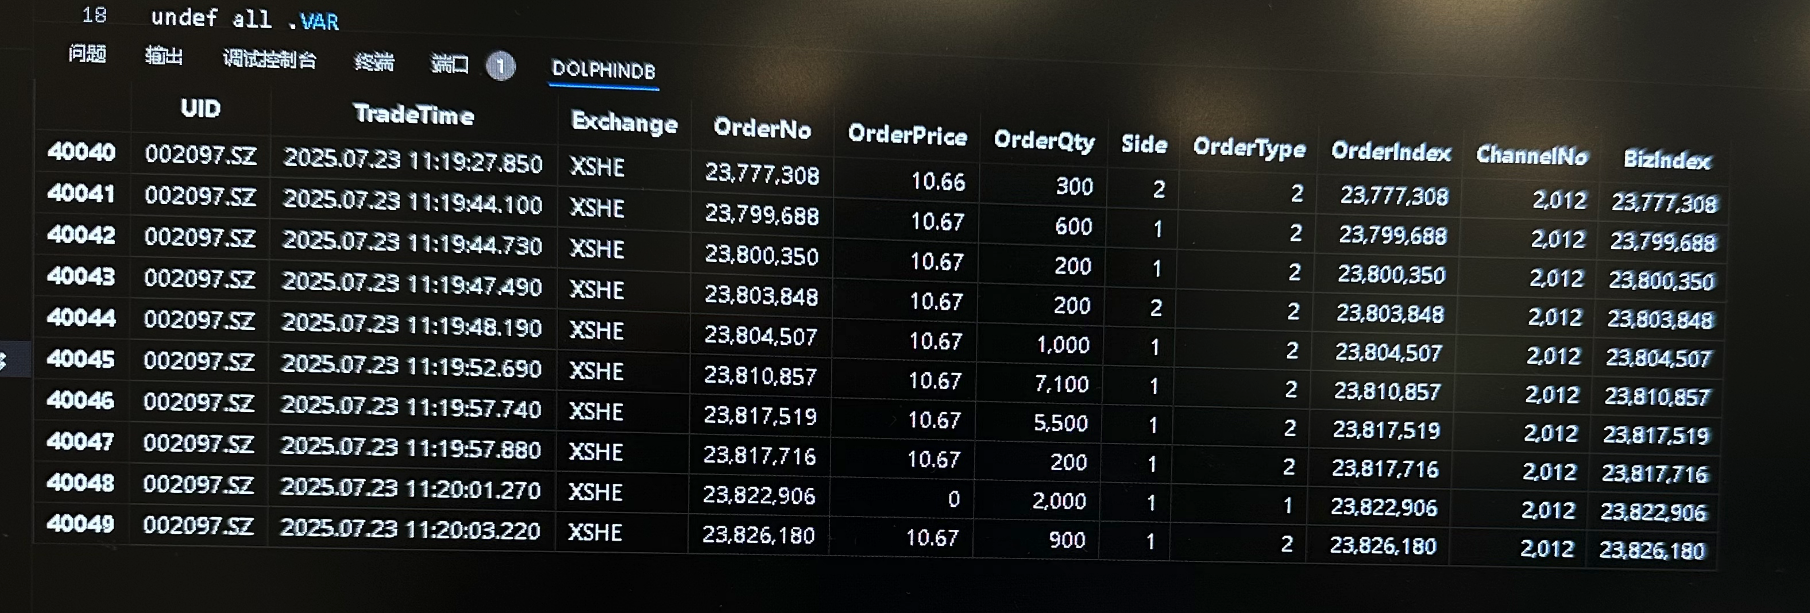 18 undef all .VAR
问题 输出 调试控制台 终端 端口 1 DOLPHINDB
UID TradeTime Exchange OrderNo OrderPrice OrderQty Side OrderType OrderIndex ChannelNo BizIndex
40040 002097.SZ 2025.07.23 11:19:27.850 XSHE 23,777,308 10.66 300 2 2 23,777,308 2,012 23,777,308
40041 002097.SZ 2025.07.23 11:19:44.100 XSHE 23,799,688 10.67 600 1 2 23,799,688 2,012 23,799,688
40042 002097.SZ 2025.07.23 11:19:44.730 XSHE 23,800,350 10.67 200 1 2 23,800,350 2,012 23,800,350
40043 002097.SZ 2025.07.23 11:19:47.490 XSHE 23,803,848 10.67 200 2 2 23,803,848 2,012 23,803,848
40044 002097.SZ 2025.07.23 11:19:48.190 XSHE 23,804,507 10.67 1,000 1 2 23,804,507 2,012 23,804,507
40045 002097.SZ 2025.07.23 11:19:52.690 XSHE 23,810,857 10.67 7,100 1 2 23,810,857 2,012 23,810,857
40046 002097.SZ 2025.07.23 11:19:57.740 XSHE 23,817,519 10.67 5,500 1 2 23,817,519 2,012 23,817,519
40047 002097.SZ 2025.07.23 11:19:57.880 XSHE 23,817,716 10.67 200 1 2 23,817,716 2,012 23,817,716
40048 002097.SZ 2025.07.23 11:20:01.270 XSHE 23,822,906 0 2,000 1 1 23,822,906 2,012 23,822,906
40049 002097.SZ 2025.07.23 11:20:03.220 XSHE 23,826,180 10.67 900 1 2 23,826,180 2,012 23,826,180